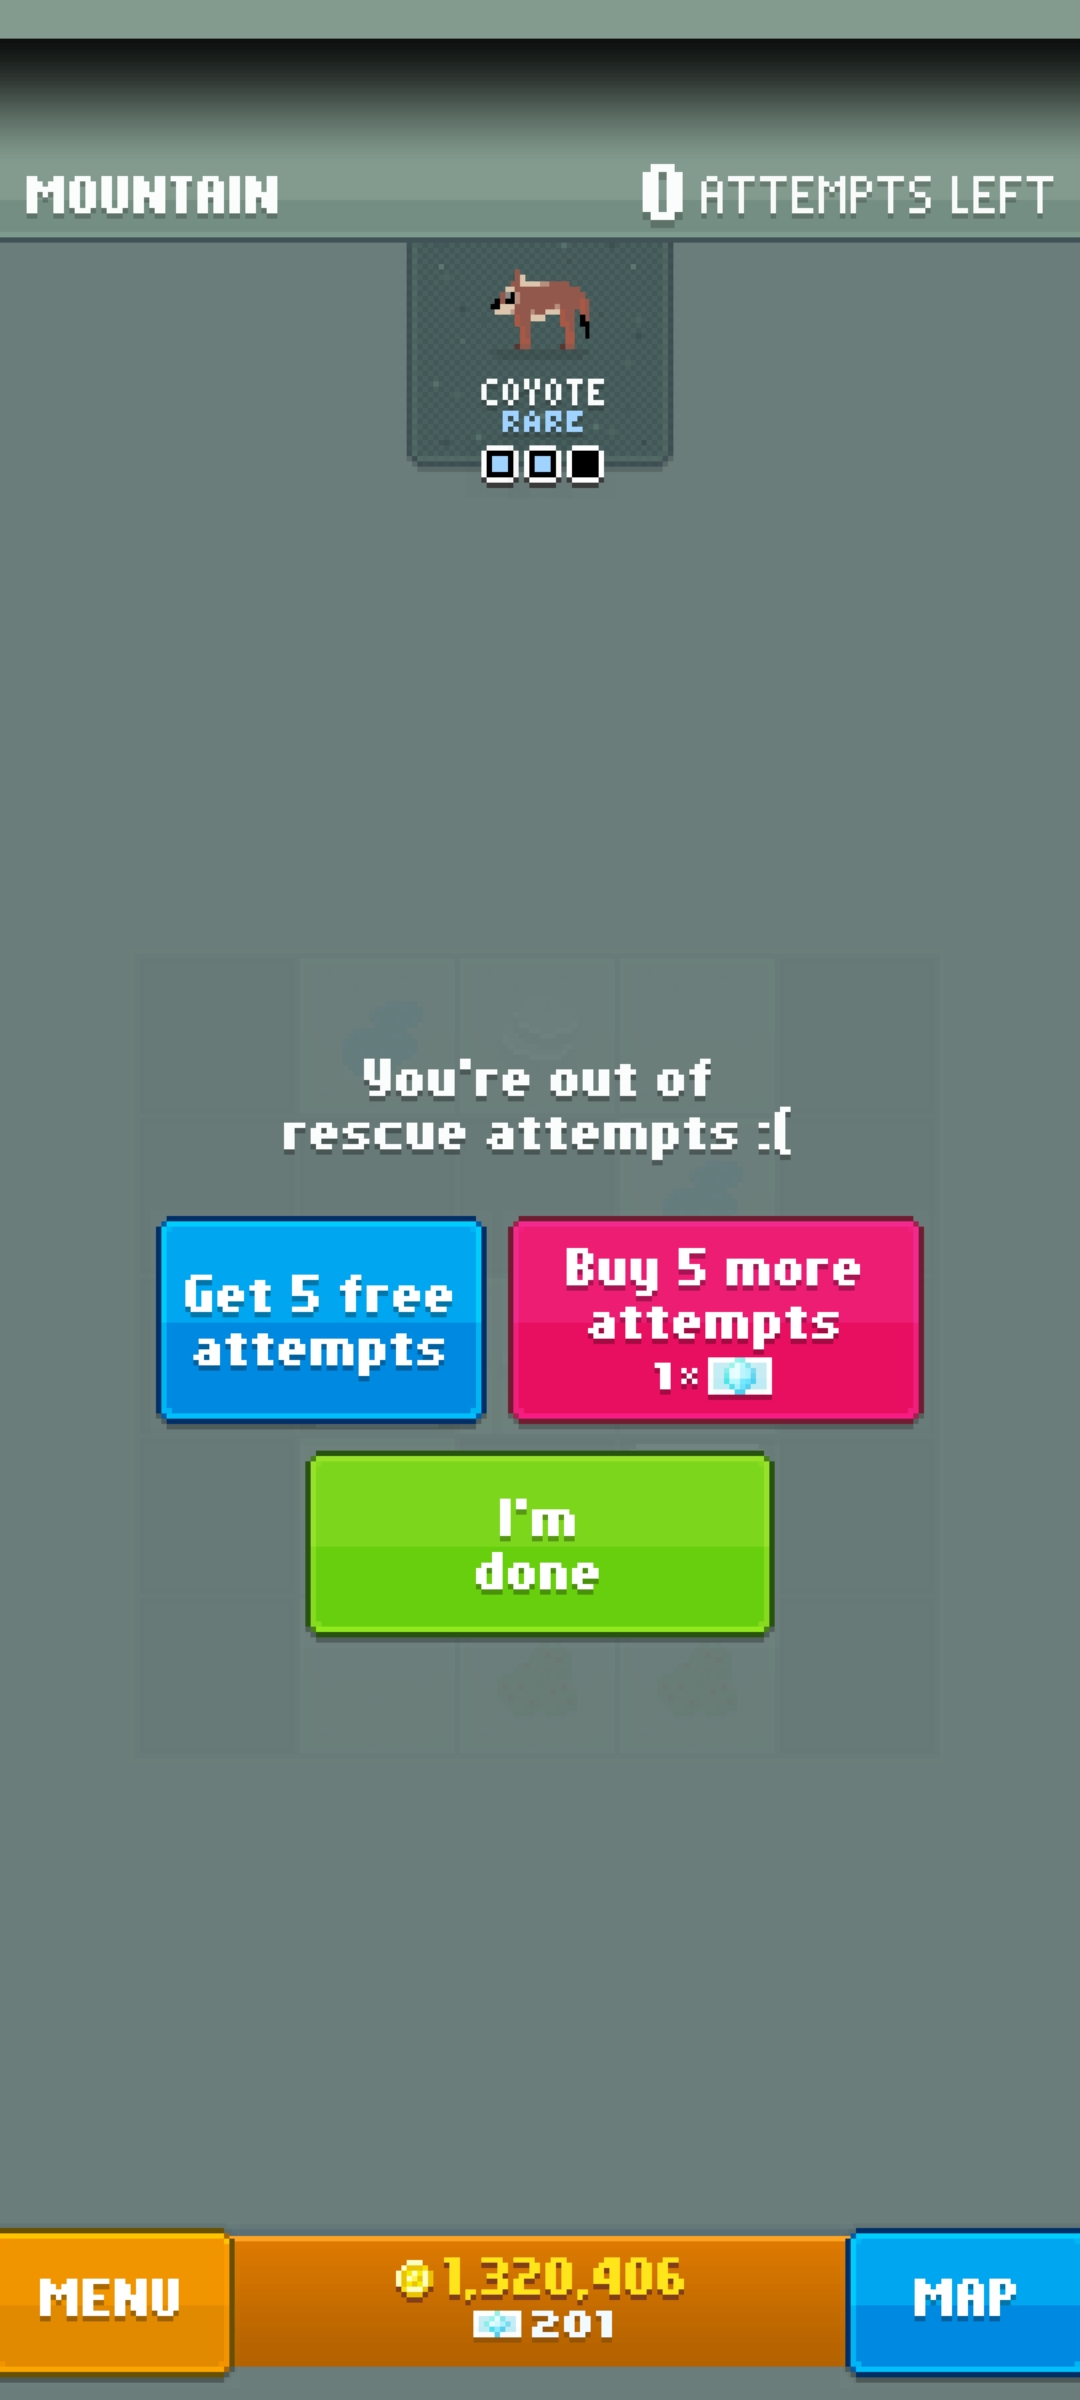 MOUNTAIN
0 ATTEMPTS LEFT
COYOTE
RARE
You're out of
rescue attempts :(
Get 5 free
attempts
Buy 5 more
attempts
1×
I'm
done
MENU
1,320,406
201
MAP